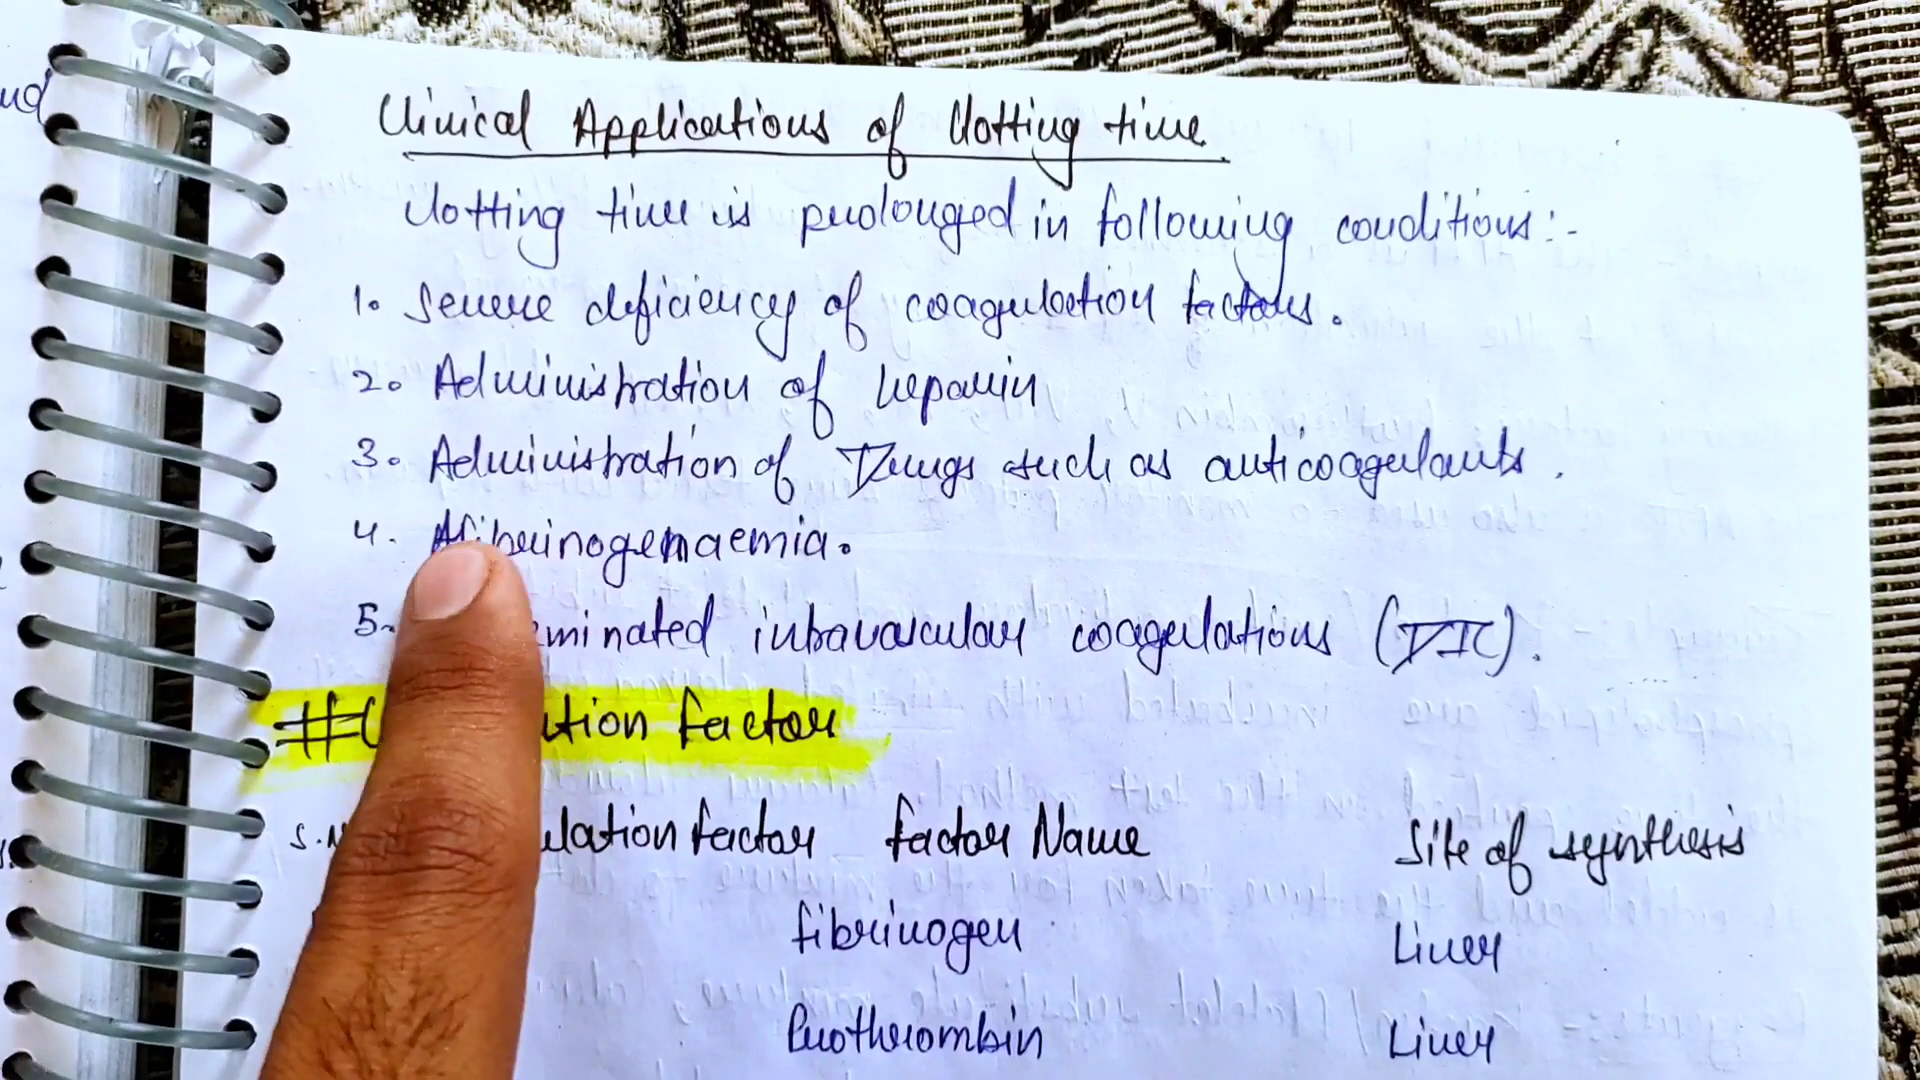 Clinical Applications of Clotting time
Clotting time is prolonged in following conditions:-
1. Severe deficiency of coagulation factors.
2. Administration of heparin
3. Administration of Drugs such as anticoagulants.
4. Afibrinogenaemia.
5. minated intravascular coagulations (DIC).
# ation factor
S.N lation factor factor Name Site of synthesis
fibrinogen Liver
Prothrombin Liver